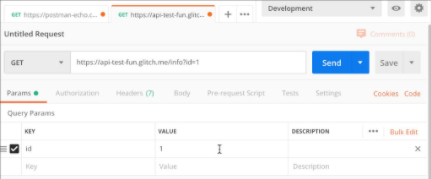 GET https://postman-echo.c... GET https://api-test-fun.glitc... Development
Untitled Request Comments (0)
GET https://api-test-fun.glitch.me/info?id=1 Send Save
Params Authorization Headers (7) Body Pre-request Script Tests Settings Cookies Code
Query Params
KEY VALUE DESCRIPTION Bulk Edit
id 1
Key Value Description